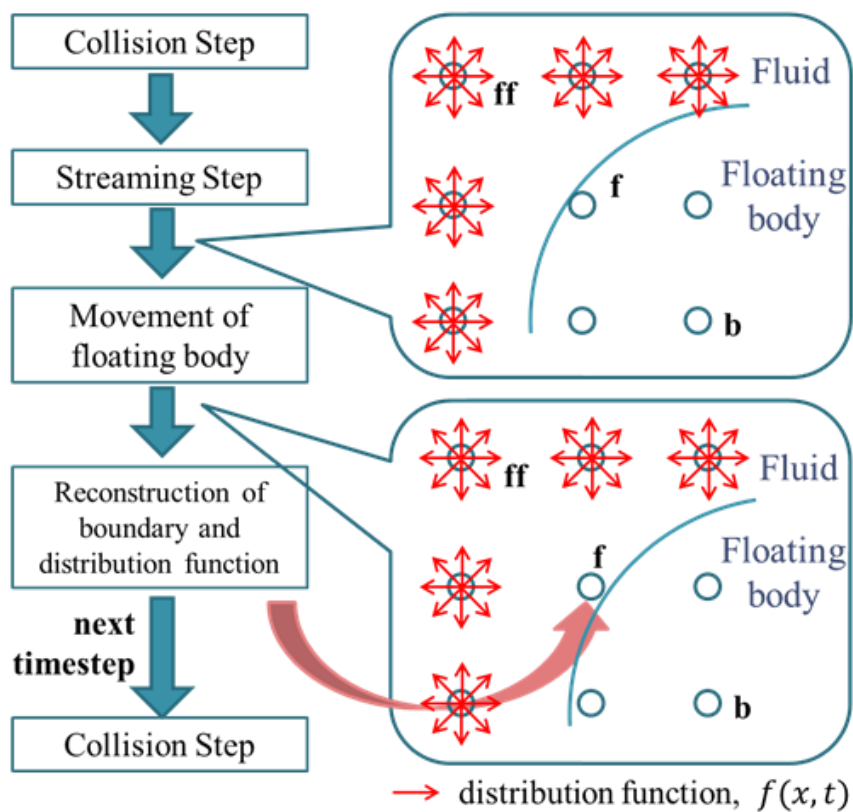 Collision Step
Streaming Step
Movement of
floating body
Reconstruction of
boundary and
distribution function
next
timestep
Collision Step
ff
Fluid
f
Floating
body
b
ff
Fluid
f
Floating
body
b
distribution function, f(x, t)